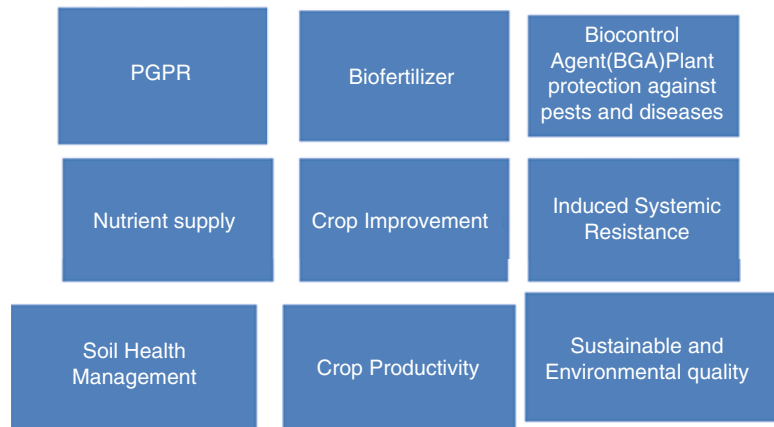 PGPR
Biofertilizer
Biocontrol
Agent(BGA)Plant
protection against
pests and diseases
Nutrient supply
Crop Improvement
Induced Systemic
Resistance
Soil Health
Management
Crop Productivity
Sustainable and
Environmental quality